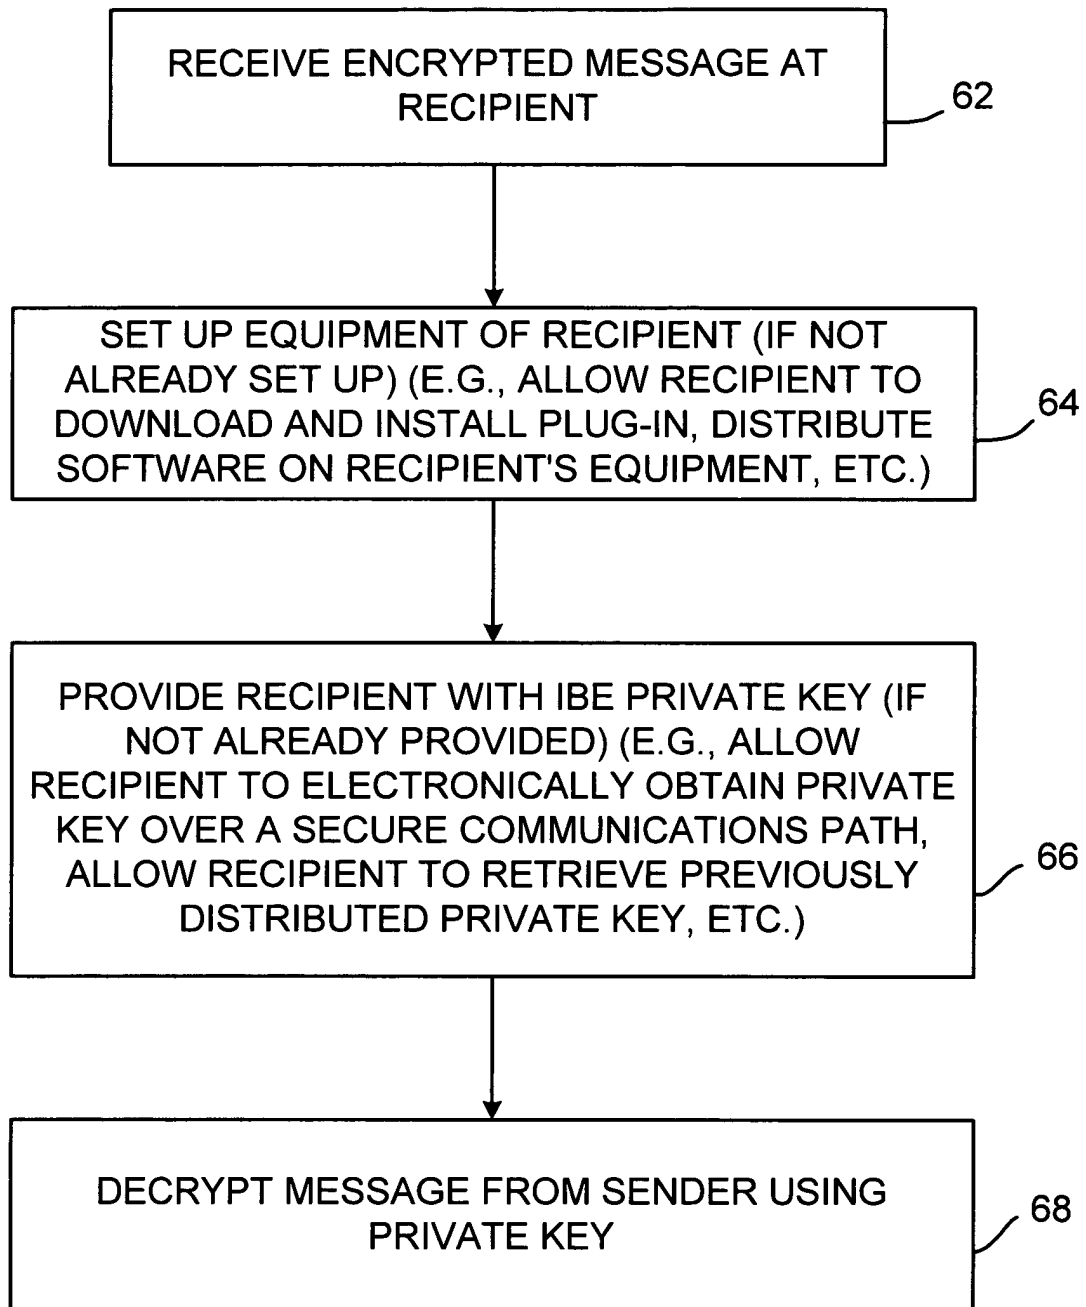 RECEIVE ENCRYPTED MESSAGE AT
RECIPIENT
62
SET UP EQUIPMENT OF RECIPIENT (IF NOT
ALREADY SET UP) (E.G., ALLOW RECIPIENT TO
DOWNLOAD AND INSTALL PLUG-IN, DISTRIBUTE
SOFTWARE ON RECIPIENT'S EQUIPMENT, ETC.)
64
PROVIDE RECIPIENT WITH IBE PRIVATE KEY (IF
NOT ALREADY PROVIDED) (E.G., ALLOW
RECIPIENT TO ELECTRONICALLY OBTAIN PRIVATE
KEY OVER A SECURE COMMUNICATIONS PATH,
ALLOW RECIPIENT TO RETRIEVE PREVIOUSLY
DISTRIBUTED PRIVATE KEY, ETC.)
66
DECRYPT MESSAGE FROM SENDER USING
PRIVATE KEY
68